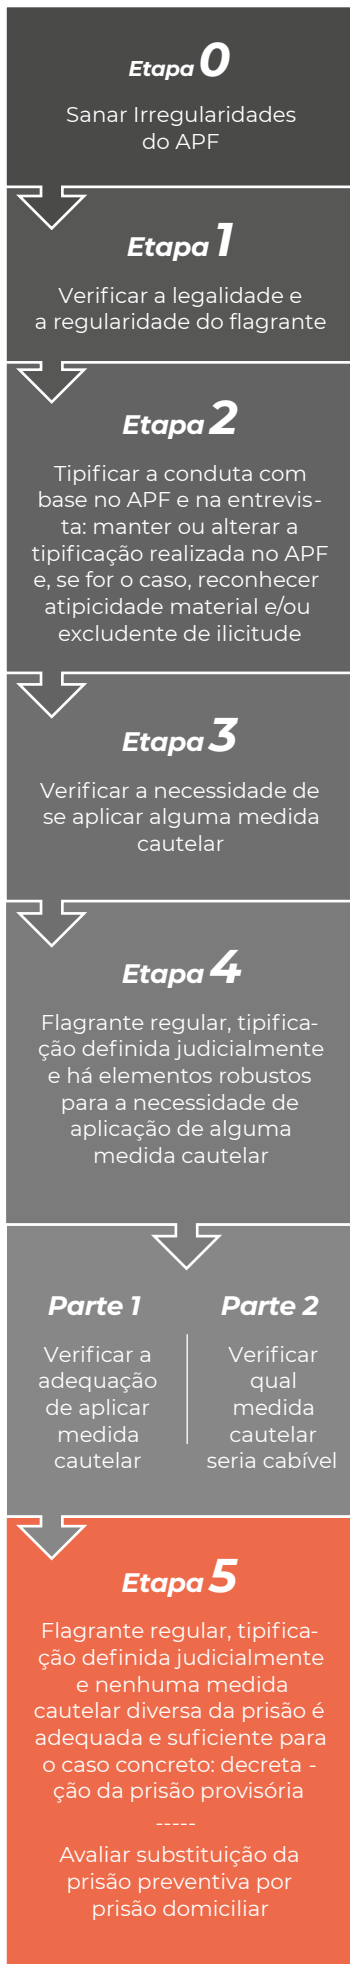 Etapa 0
Sanar Irregularidades
do APF
Etapa 1
Verificar a legalidade e
a regularidade do flagrante
Etapa 2
Tipificar a conduta com
base no APF e na entrevis-
ta: manter ou alterar a
tipificação realizada no APF
e, se for o caso, reconhecer
atipicidade material e/ou
excludente de ilicitude
Etapa 3
Verificar a necessidade de
se aplicar alguma medida
cautelar
Etapa 4
Flagrante regular, tipifica-
ção definida judicialmente
e há elementos robustos
para a necessidade de
aplicação de alguma
medida cautelar
Parte 1
Verificar a
adequação
de aplicar
medida
cautelar
Parte 2
Verificar
qual
medida
cautelar
seria cabível
Etapa 5
Flagrante regular, tipifica-
ção definida judicialmente
e nenhuma medida
cautelar diversa da prisão é
adequada e suficiente para
o caso concreto: decreta -
ção da prisão provisória
-----
Avaliar substituição da
prisão preventiva por
prisão domiciliar